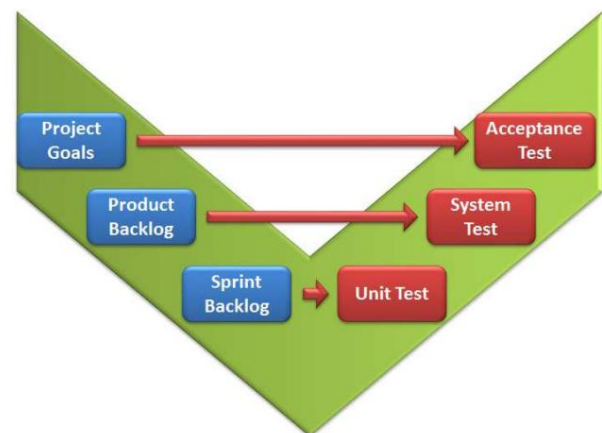 Project
Goals
Acceptance
Test
Product
Backlog
System
Test
Sprint
Backlog
Unit Test